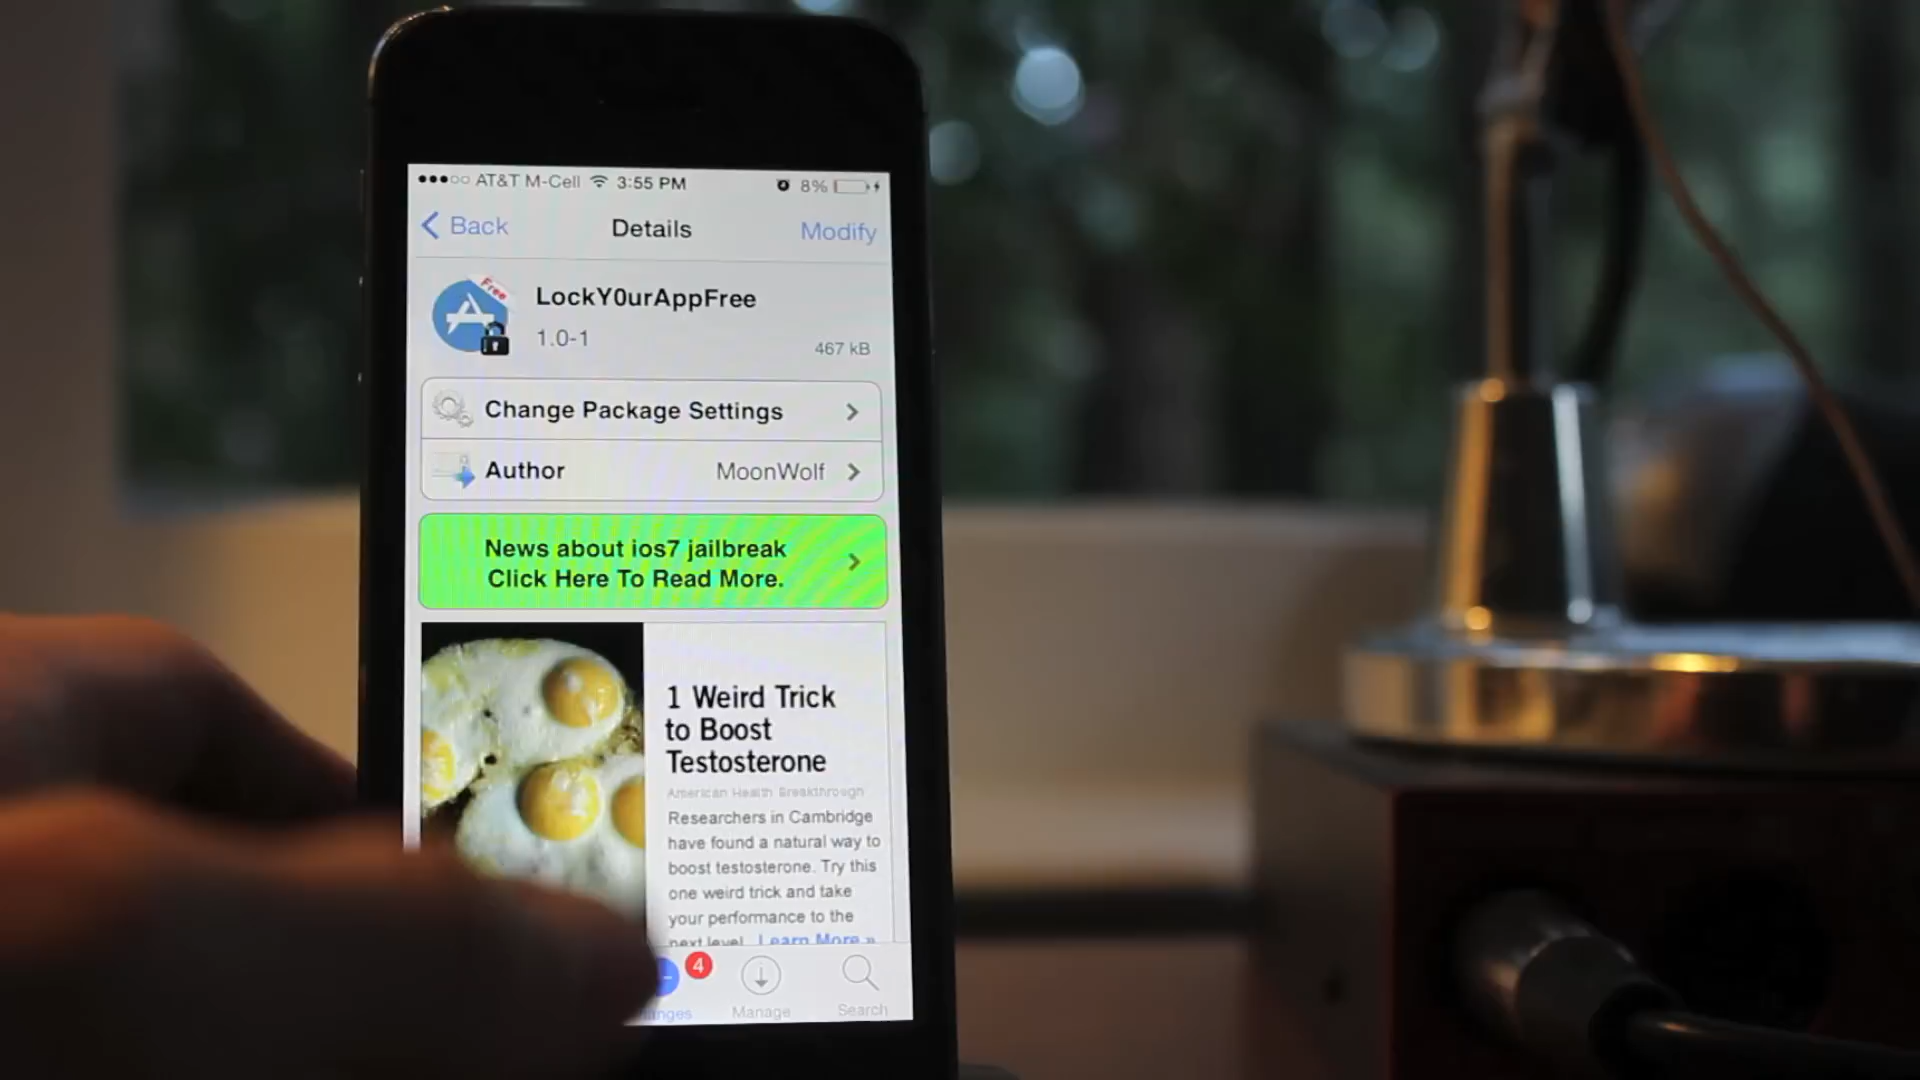 AT&T M-Cell 3:55 PM 8%
Back Details Modify
Free
LockY0urAppFree
1.0-1
467 kB
Change Package Settings
Author MoonWolf
News about ios7 jailbreak
Click Here To Read More.
1 Weird Trick
to Boost
Testosterone
American Health Breakthrough
Researchers in Cambridge
have found a natural way to
boost testosterone. Try this
one weird trick and take
your performance to the
next level. Learn More »
4
anges Manage Search